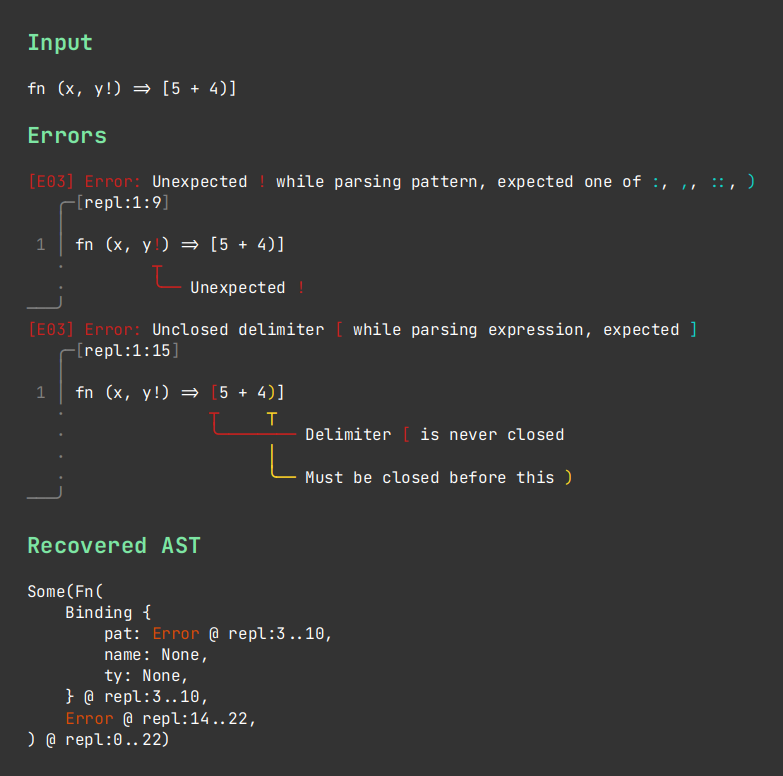 Input
fn (x, y!) => [5 + 4)]
Errors
[E03] Error: Unexpected ! while parsing pattern, expected one of :, ,, ::, )
╭─[repl:1:9]
│
1 │ fn (x, y!) => [5 + 4)]
· ┬
· ╰── Unexpected !
───╯
[E03] Error: Unclosed delimiter [ while parsing expression, expected ]
╭─[repl:1:15]
│
1 │ fn (x, y!) => [5 + 4)]
· ┬ ┬
· ╰──────── Delimiter [ is never closed
· │
· ╰── Must be closed before this )
───╯
Recovered AST
Some(Fn(
    Binding {
        pat: Error @ repl:3..10,
        name: None,
        ty: None,
    } @ repl:3..10,
    Error @ repl:14..22,
) @ repl:0..22)